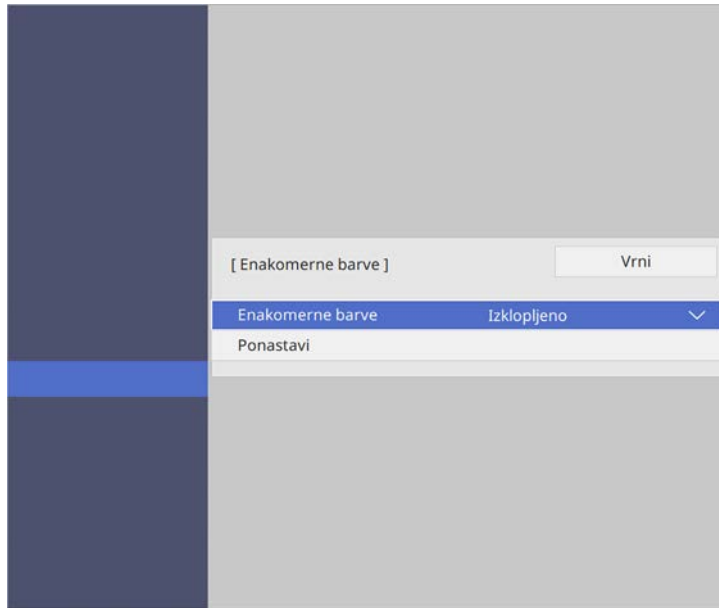 [ Enakomerne barve ]
Vrni
Enakomerne barve Izklopljeno
Ponastavi